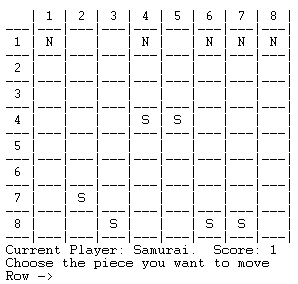 | 1 | 2 | 3 | 4 | 5 | 6 | 7 | 8 |
---|---|---|---|---|---|---|---|---|
1 | N | | | N | | N | N | N |
---|---|---|---|---|---|---|---|---|
2 | | | | | | | | |
---|---|---|---|---|---|---|---|---|
3 | | | | | | | | |
---|---|---|---|---|---|---|---|---|
4 | | | | S | S | | | |
---|---|---|---|---|---|---|---|---|
5 | | | | | | | | |
---|---|---|---|---|---|---|---|---|
6 | | | | | | | | |
---|---|---|---|---|---|---|---|---|
7 | | S | | | | | | |
---|---|---|---|---|---|---|---|---|
8 | | | S | | | S | S | |
---|---|---|---|---|---|---|---|---|
Current Player: Samurai.  Score: 1
Choose the piece you want to move
Row ->